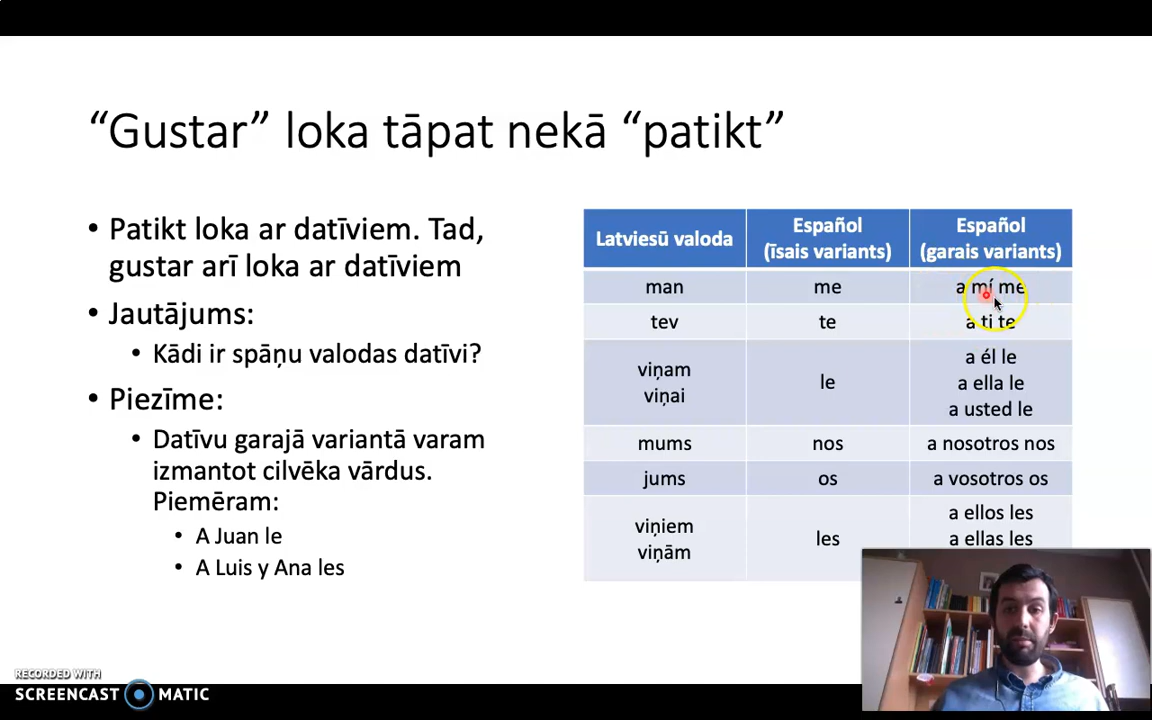 “Gustar” loka tāpat nekā “patikt”
• Patikt loka ar datīviem. Tad,
gustar arī loka ar datīviem
• Jautājums:
• Kādi ir spāņu valodas datīvi?
• Piezīme:
• Datīvu garajā variantā varam
izmantot cilvēka vārdus.
Piemēram:
• A Juan le
• A Luis y Ana les
Latviesū valoda
Español
(īsais variants)
Español
(garais variants)
man
me
a mí me
tev
te
a ti te
viņam
viņai
le
a él le
a ella le
a usted le
mums
nos
a nosotros nos
jums
os
a vosotros os
viņiem
viņām
les
a ellos les
a ellas les
RECORDED WITH
SCREENCAST MATIC